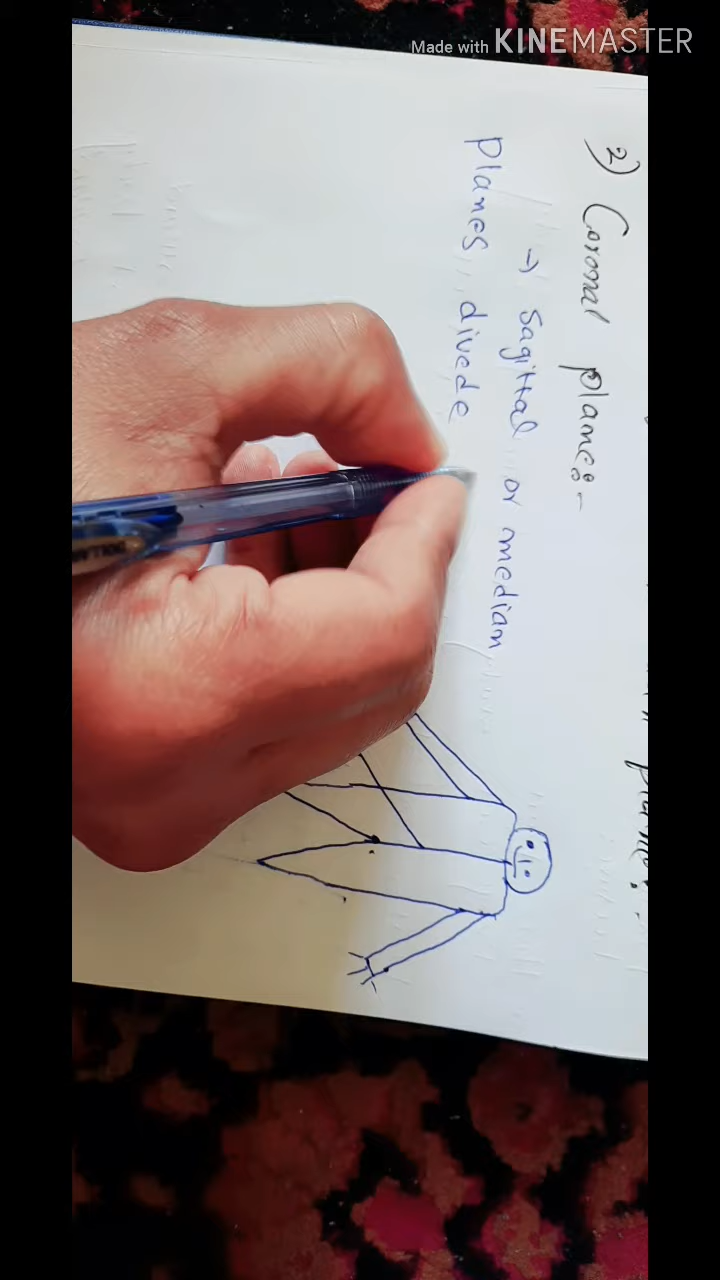 Made with KINEMASTER
2) Coronal planes-
→ Sagittal or median
Planes divede